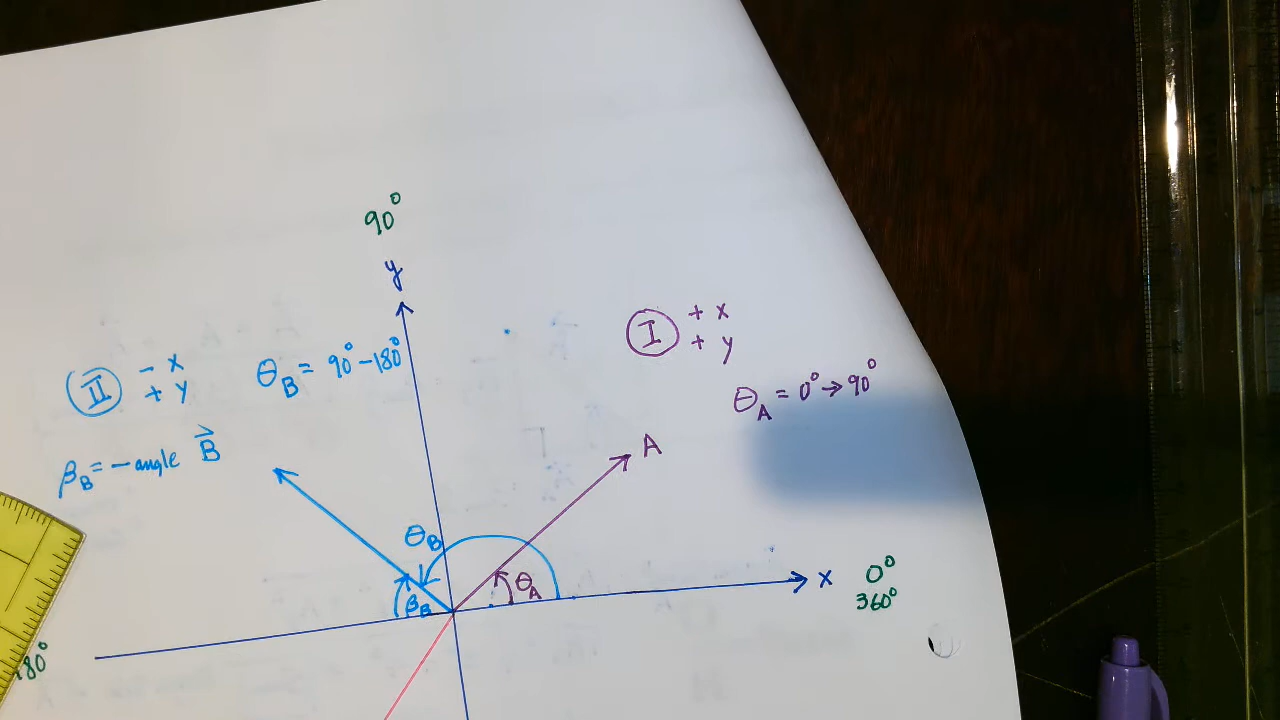 90°
y
I + x
+ y
II - x
+ y
θB = 90° - 180°
θA = 0° → 90°
βB = - angle B⃗
A
θB
θA
βB
x
0°
360°
180°